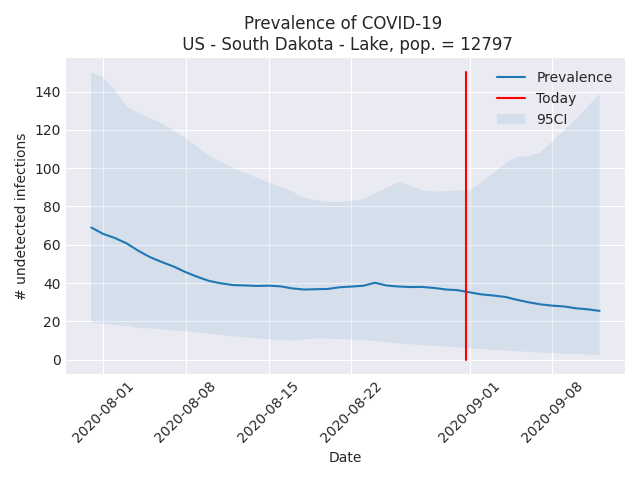 Prevalence of COVID-19
US - South Dakota - Lake, pop. = 12797
Prevalence
Today
95CI
# undetected infections
140
120
100
80
60
40
20
0
2020-08-01
2020-08-08
2020-08-15
2020-08-22
2020-09-01
2020-09-08
Date